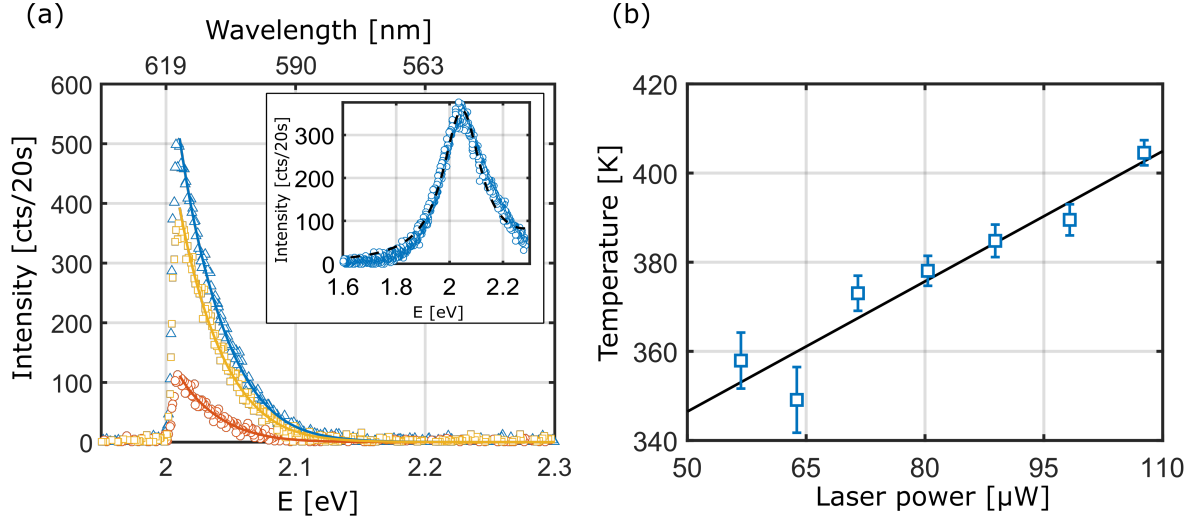 (a)
Wavelength [nm]
619 590 563
600
500
400
300
200
100
0
Intensity [cts/20s]
2 2.1 2.2 2.3
E [eV]
300
200
100
0
Intensity [cts/20s]
1.6 1.8 2 2.2
E [eV]
(b)
420
400
380
360
340
Temperature [K]
50 65 80 95 110
Laser power [µW]